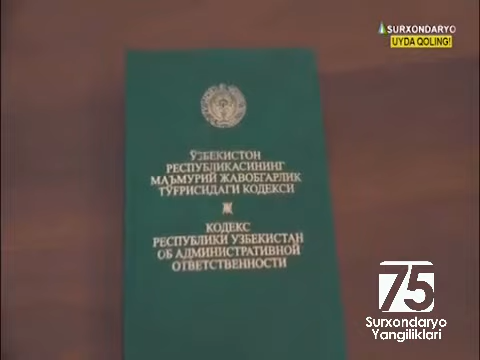 SURXONDARYO
UYDA QOLING!
ЎЗБЕКИСТОН
РЕСПУБЛИКАСИНИНГ
МАЪМУРИЙ ЖАВОБГАРЛИК
ТЎҒРИСИДАГИ КОДЕКСИ
КОДЕКС
РЕСПУБЛИКИ УЗБЕКИСТАН
ОБ АДМИНИСТРАТИВНОЙ
ОТВЕТСТВЕННОСТИ
75
Surxondaryo
Yangiliklari